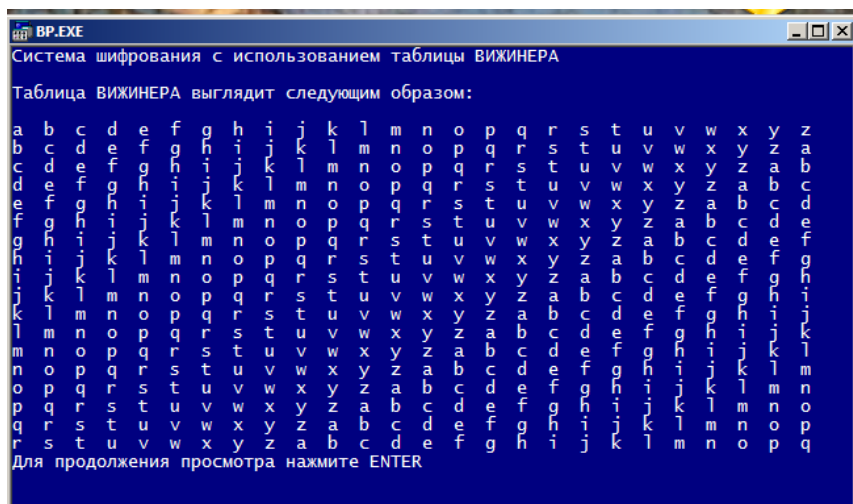 BP.EXE
Система шифрования с использованием таблицы ВИЖИНЕРА
Таблица ВИЖИНЕРА выглядит следующим образом:
a b c d e f g h i j k l m n o p q r s t u v w x y z
b c d e f g h i j k l m n o p q r s t u v w x y z a
c d e f g h i j k l m n o p q r s t u v w x y z a b
d e f g h i j k l m n o p q r s t u v w x y z a b c
e f g h i j k l m n o p q r s t u v w x y z a b c d
f g h i j k l m n o p q r s t u v w x y z a b c d e
g h i j k l m n o p q r s t u v w x y z a b c d e f
h i j k l m n o p q r s t u v w x y z a b c d e f g
i j k l m n o p q r s t u v w x y z a b c d e f g h
j k l m n o p q r s t u v w x y z a b c d e f g h i
k l m n o p q r s t u v w x y z a b c d e f g h i j
l m n o p q r s t u v w x y z a b c d e f g h i j k
m n o p q r s t u v w x y z a b c d e f g h i j k l
n o p q r s t u v w x y z a b c d e f g h i j k l m
o p q r s t u v w x y z a b c d e f g h i j k l m n
p q r s t u v w x y z a b c d e f g h i j k l m n o
q r s t u v w x y z a b c d e f g h i j k l m n o p
r s t u v w x y z a b c d e f g h i j k l m n o p q
Для продолжения просмотра нажмите ENTER